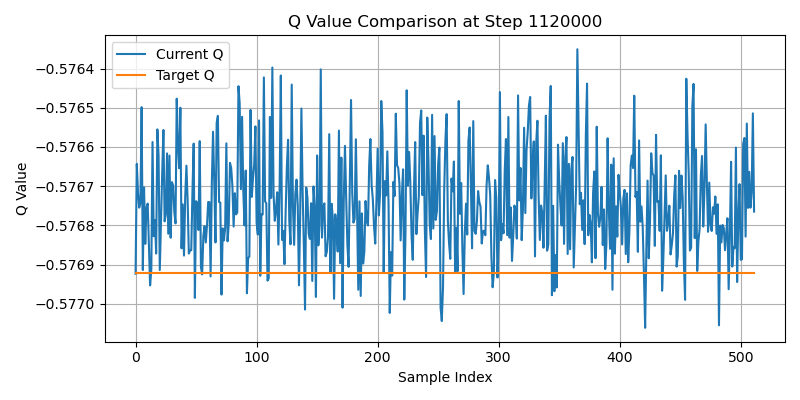 Q Value Comparison at Step 1120000
Current Q
Target Q
−0.5764
−0.5765
−0.5766
−0.5767
−0.5768
−0.5769
−0.5770
Q Value
0
100
200
300
400
500
Sample Index